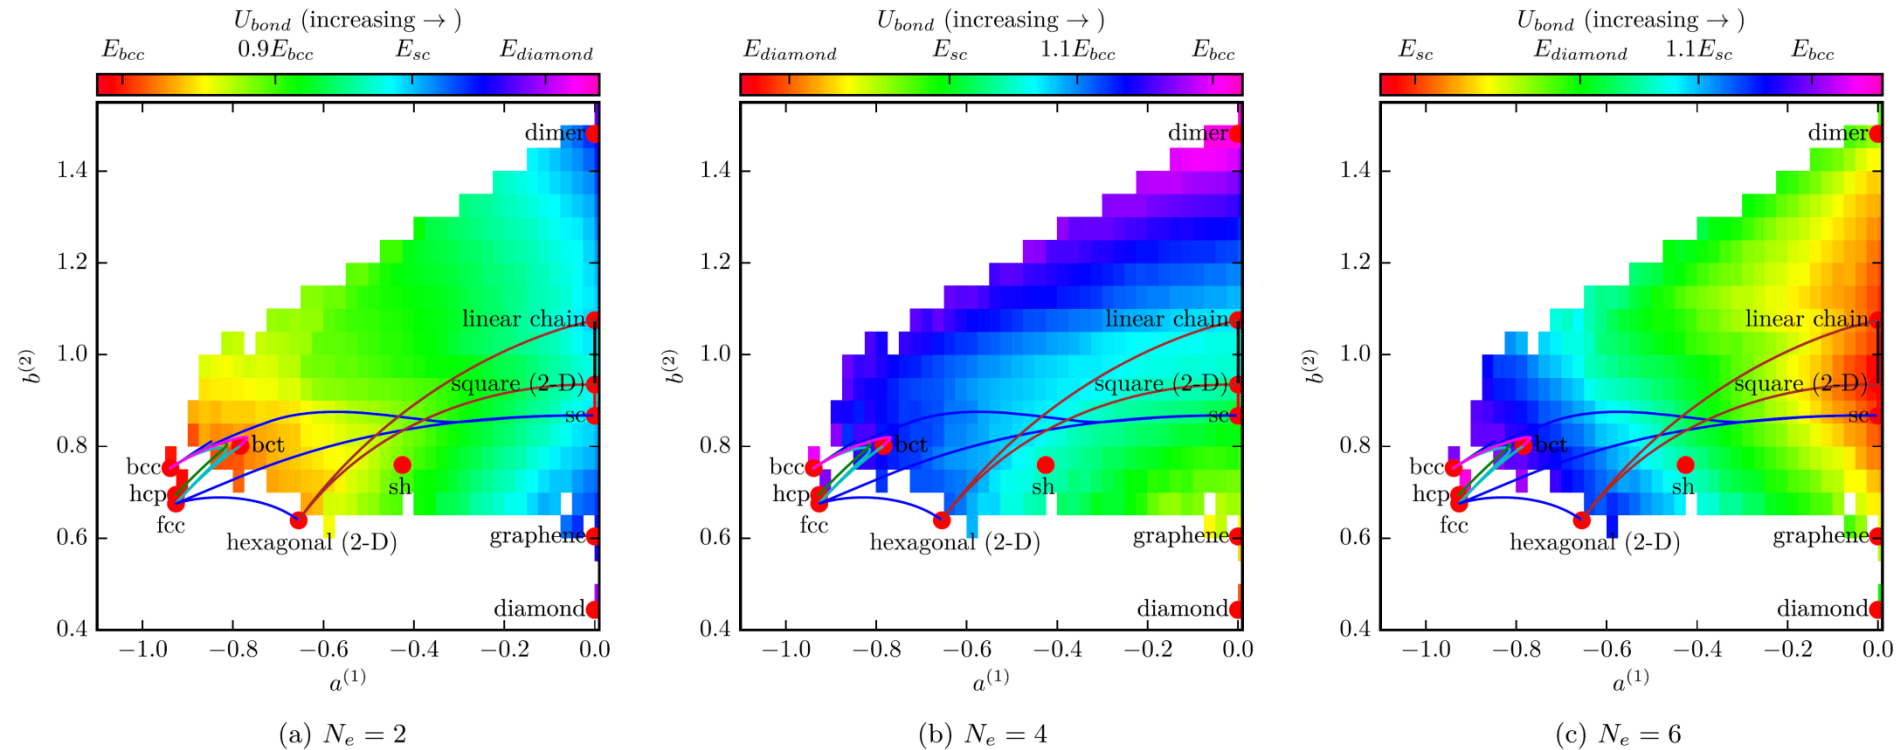 U_bond (increasing → )
E_bcc 0.9E_bcc E_sc E_diamond
dimer
linear chain
square (2-D)
sc
bcc
bct
hcp
sh
fcc
hexagonal (2-D)
graphene
diamond
1.4
1.2
1.0
0.8
0.6
0.4
b^(2)
−1.0 −0.8 −0.6 −0.4 −0.2 0.0
a^(1)
(a) N_e = 2
U_bond (increasing → )
E_diamond E_sc 1.1E_bcc E_bcc
dimer
linear chain
square (2-D)
sc
bcc
bct
hcp
sh
fcc
hexagonal (2-D)
graphene
diamond
1.4
1.2
1.0
0.8
0.6
0.4
b^(2)
−1.0 −0.8 −0.6 −0.4 −0.2 0.0
a^(1)
(b) N_e = 4
U_bond (increasing → )
E_sc E_diamond 1.1E_sc E_bcc
dimer
linear chain
square (2-D)
sc
bcc
bct
hcp
sh
fcc
hexagonal (2-D)
graphene
diamond
1.4
1.2
1.0
0.8
0.6
0.4
b^(2)
−1.0 −0.8 −0.6 −0.4 −0.2 0.0
a^(1)
(c) N_e = 6